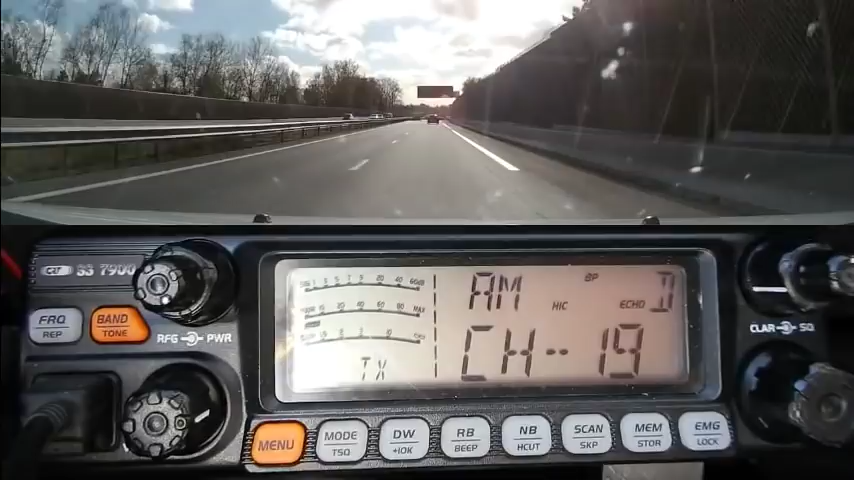 CRT SS 7900
FRQ
REP
BAND
TONE
RFG PWR
TX
AM
BP
HIC
ECHO
D
CH--19
CLAR SQ
MENU
MODE
TSQ
DW
+10K
RB
BEEP
NB
HCUT
SCAN
SKP
MEM
STOR
EMG
LOCK